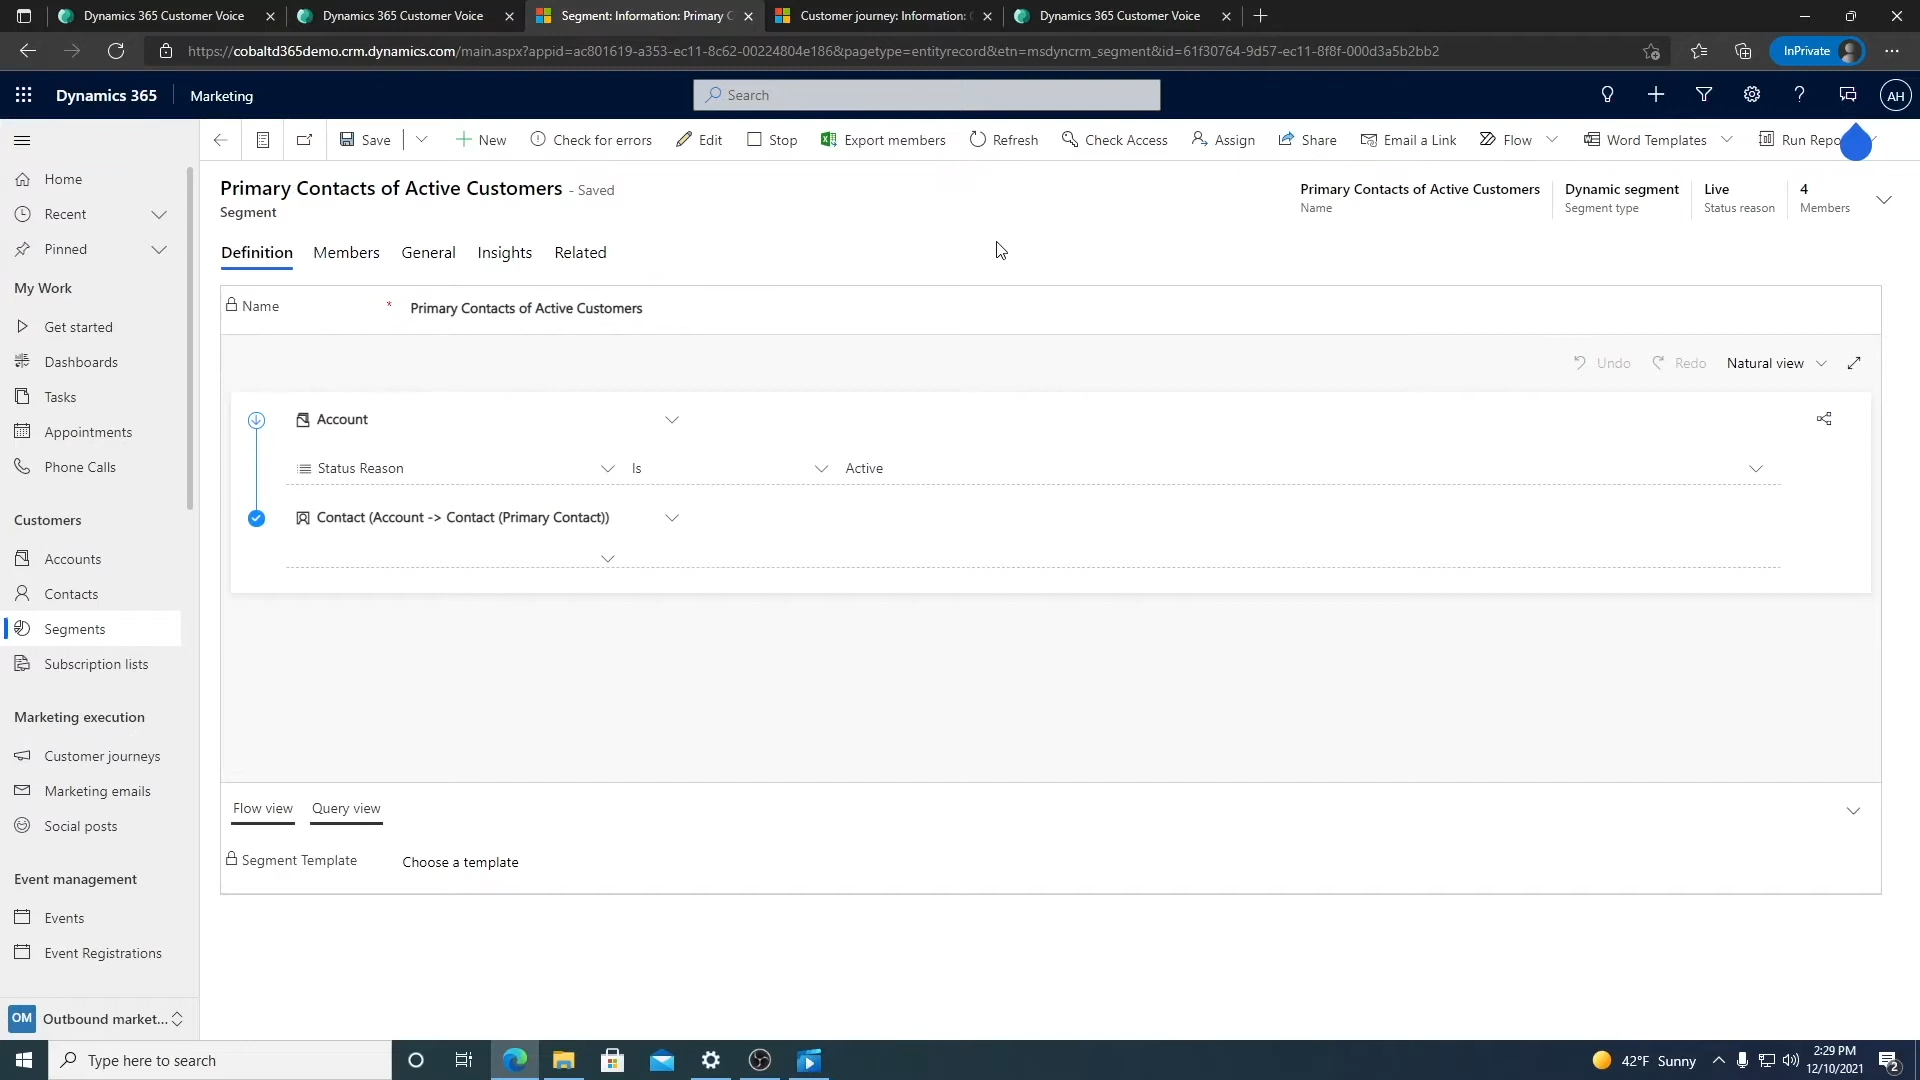 Dynamics 365 Customer Voice
Dynamics 365 Customer Voice
Segment: Information: Primary C
Customer journey: Information: C
Dynamics 365 Customer Voice
https://cobaltd365demo.crm.dynamics.com/main.aspx?appid=ac801619-a353-ec11-8c62-00224804e186&pagetype=entityrecord&etn=msdyncrm_segment&id=61f30764-9d57-ec11-8f8f-000d3a5b2bb2
InPrivate
Dynamics 365
Marketing
Search
AH
Save
New
Check for errors
Edit
Stop
Export members
Refresh
Check Access
Assign
Share
Email a Link
Flow
Word Templates
Run Repo
Home
Recent
Pinned
My Work
Get started
Dashboards
Tasks
Appointments
Phone Calls
Customers
Accounts
Contacts
Segments
Subscription lists
Marketing execution
Customer journeys
Marketing emails
Social posts
Event management
Events
Event Registrations
OM Outbound market...
Primary Contacts of Active Customers - Saved
Segment
Primary Contacts of Active Customers
Name
Dynamic segment
Segment type
Live
Status reason
4
Members
Definition
Members
General
Insights
Related
Name * Primary Contacts of Active Customers
Undo
Redo
Natural view
Account
Status Reason Is Active
Contact (Account -> Contact (Primary Contact))
Flow view
Query view
Segment Template Choose a template
Type here to search
42°F Sunny
2:29 PM
12/10/2021
2